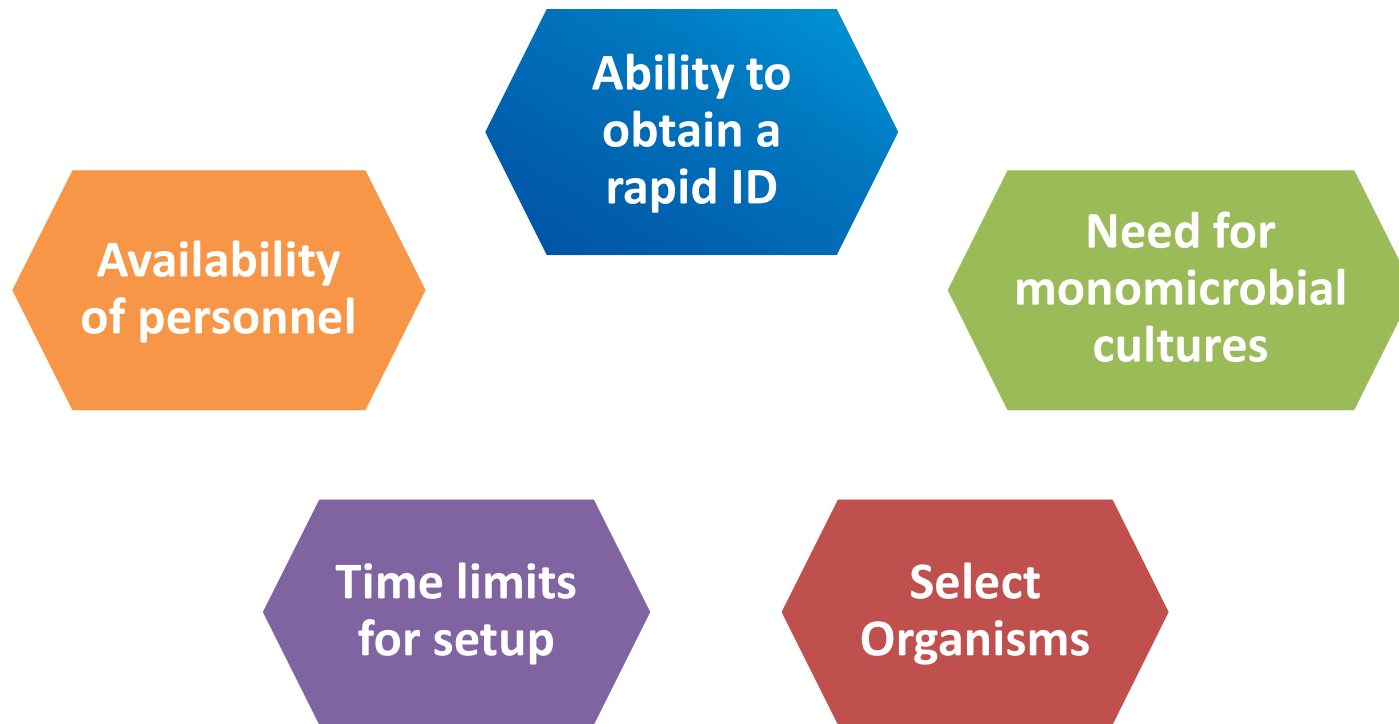 Ability to
obtain a
rapid ID
Availability
of personnel
Need for
monomicrobial
cultures
Time limits
for setup
Select
Organisms